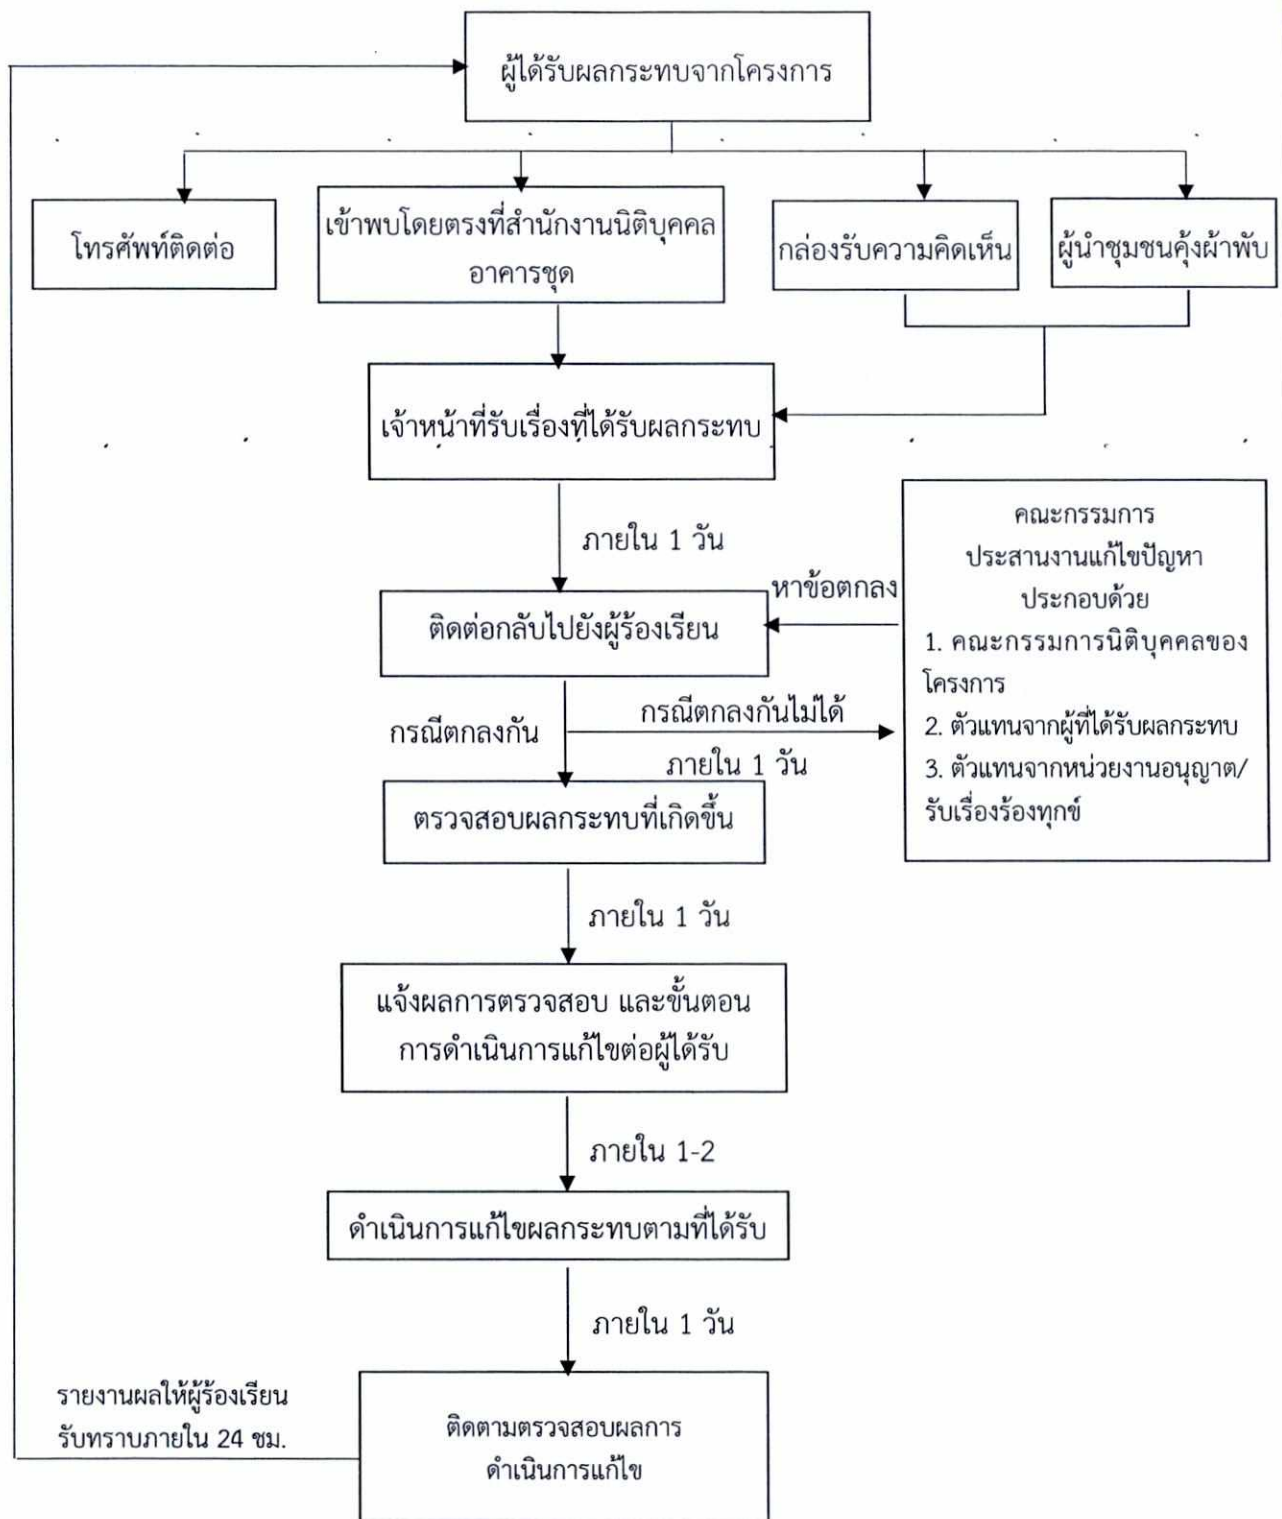 ผู้ได้รับผลกระทบจากโครงการ
โทรศัพท์ติดต่อ
เข้าพบโดยตรงที่สำนักงานนิติบุคคล
อาคารชุด
กล่องรับความคิดเห็น
ผู้นำชุมชนคุ้งผ้าพับ
เจ้าหน้าที่รับเรื่องที่ได้รับผลกระทบ
ภายใน 1 วัน
ติดต่อกลับไปยังผู้ร้องเรียน
หาข้อตกลง
คณะกรรมการ
ประสานงานแก้ไขปัญหา
ประกอบด้วย
1. คณะกรรมการนิติบุคคลของ
โครงการ
2. ตัวแทนจากผู้ที่ได้รับผลกระทบ
3. ตัวแทนจากหน่วยงานอนุญาต/
รับเรื่องร้องทุกข์
กรณีตกลงกัน
กรณีตกลงกันไม่ได้
ภายใน 1 วัน
ตรวจสอบผลกระทบที่เกิดขึ้น
ภายใน 1 วัน
แจ้งผลการตรวจสอบ และขั้นตอน
การดำเนินการแก้ไขต่อผู้ได้รับ
ภายใน 1-2
ดำเนินการแก้ไขผลกระทบตามที่ได้รับ
ภายใน 1 วัน
รายงานผลให้ผู้ร้องเรียน
รับทราบภายใน 24 ชม.
ติดตามตรวจสอบผลการ
ดำเนินการแก้ไข